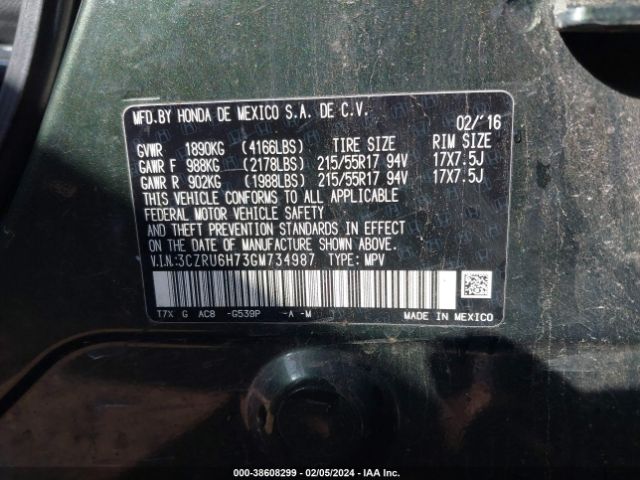 MFD.BY HONDA DE MEXICO S.A. DE C.V. 02/'16
GVWR 1890KG (4166LBS) TIRE SIZE RIM SIZE
GAWR F 988KG (2178LBS) 215/55R17 94V 17X7.5J
GAWR R 902KG (1988LBS) 215/55R17 94V 17X7.5J
THIS VEHICLE CONFORMS TO ALL APPLICABLE
FEDERAL MOTOR VEHICLE SAFETY
AND THEFT PREVENTION STANDARDS IN EFFECT
ON THE DATE OF MANUFACTURE SHOWN ABOVE.
V.I.N.:3CZRU6H73GM734987 TYPE: MPV
T7X G AC8 -G539P -A -M MADE IN MEXICO
000-38608299 - 02/05/2024 - IAA Inc.